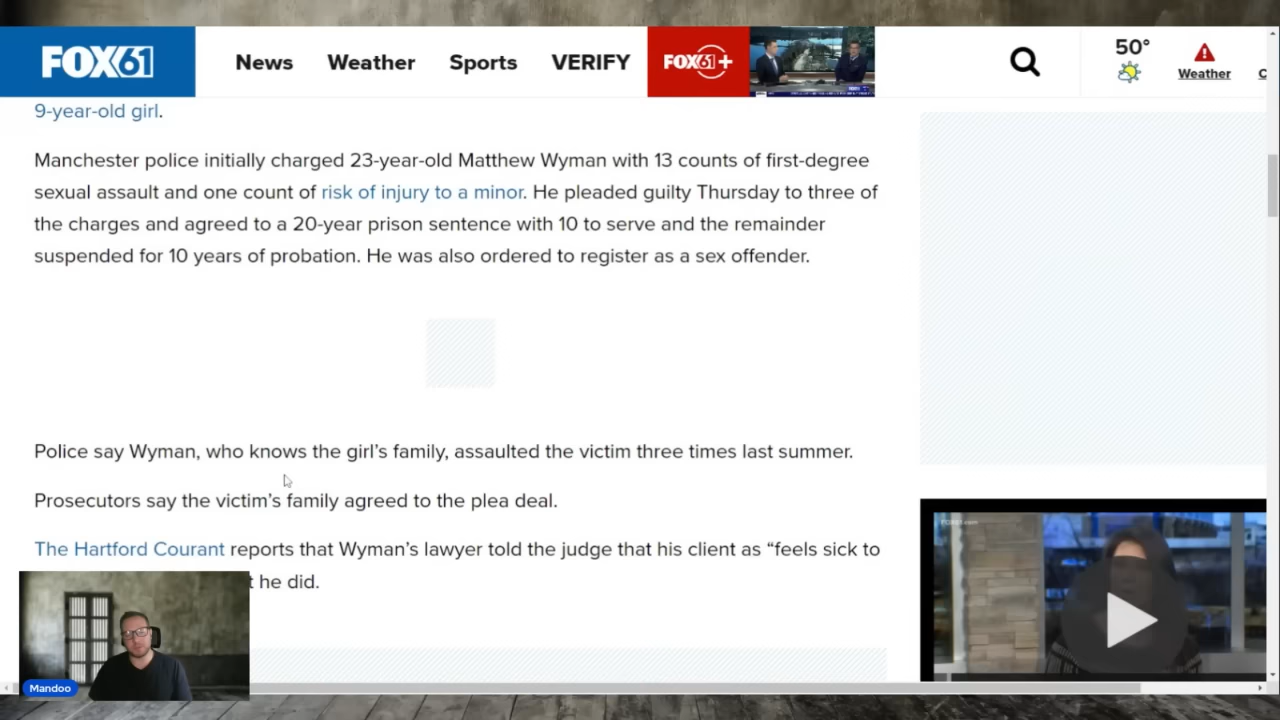 FOX61 News Weather Sports VERIFY FOX61+ 50° Weather C
9-year-old girl.
Manchester police initially charged 23-year-old Matthew Wyman with 13 counts of first-degree
sexual assault and one count of risk of injury to a minor. He pleaded guilty Thursday to three of
the charges and agreed to a 20-year prison sentence with 10 to serve and the remainder
suspended for 10 years of probation. He was also ordered to register as a sex offender.
Police say Wyman, who knows the girl's family, assaulted the victim three times last summer.
Prosecutors say the victim's family agreed to the plea deal.
The Hartford Courant reports that Wyman's lawyer told the judge that his client as “feels sick to
t he did.
FOX61.com
Mandoo